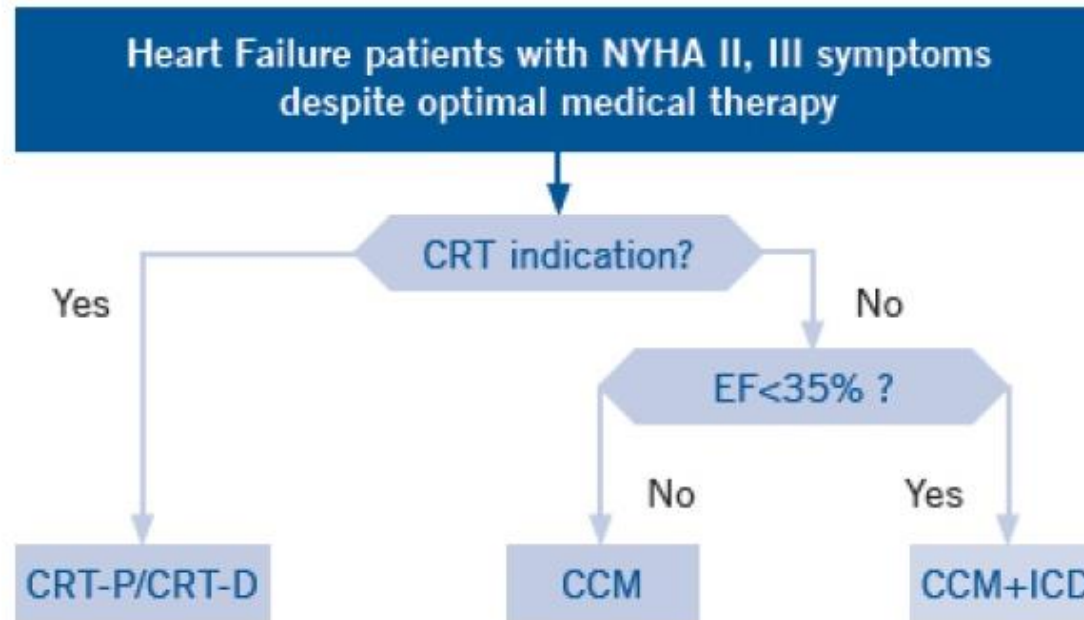 Heart Failure patients with NYHA II, III symptoms
despite optimal medical therapy
CRT indication?
Yes
No
EF<35% ?
No
Yes
CRT-P/CRT-D
CCM
CCM+ICD